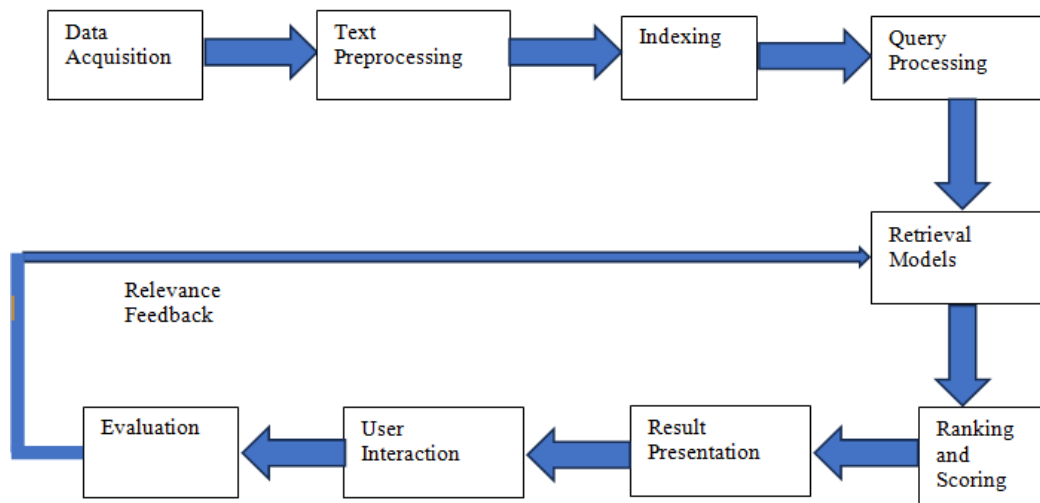 Data
Acquisition
Text
Preprocessing
Indexing
Query
Processing
Retrieval
Models
Relevance
Feedback
Evaluation
User
Interaction
Result
Presentation
Ranking
and
Scoring